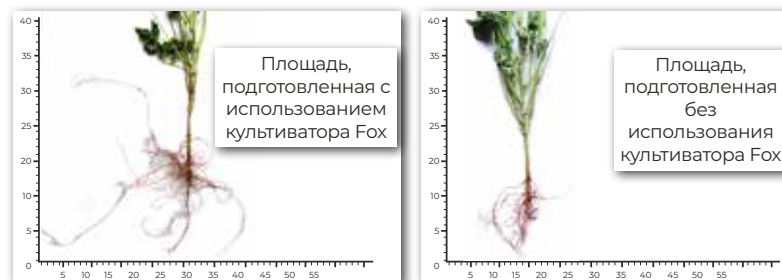 40
35
30
25
20
15
10
5
0
5 10 15 20 25 30 35 40 45 50 55
Площадь,
подготовленная с
использованием
культиватора Fox
40
35
30
25
20
15
10
5
0
5 10 15 20 25 30 35 40 45 50 55
Площадь,
подготовленная
без
использования
культиватора Fox